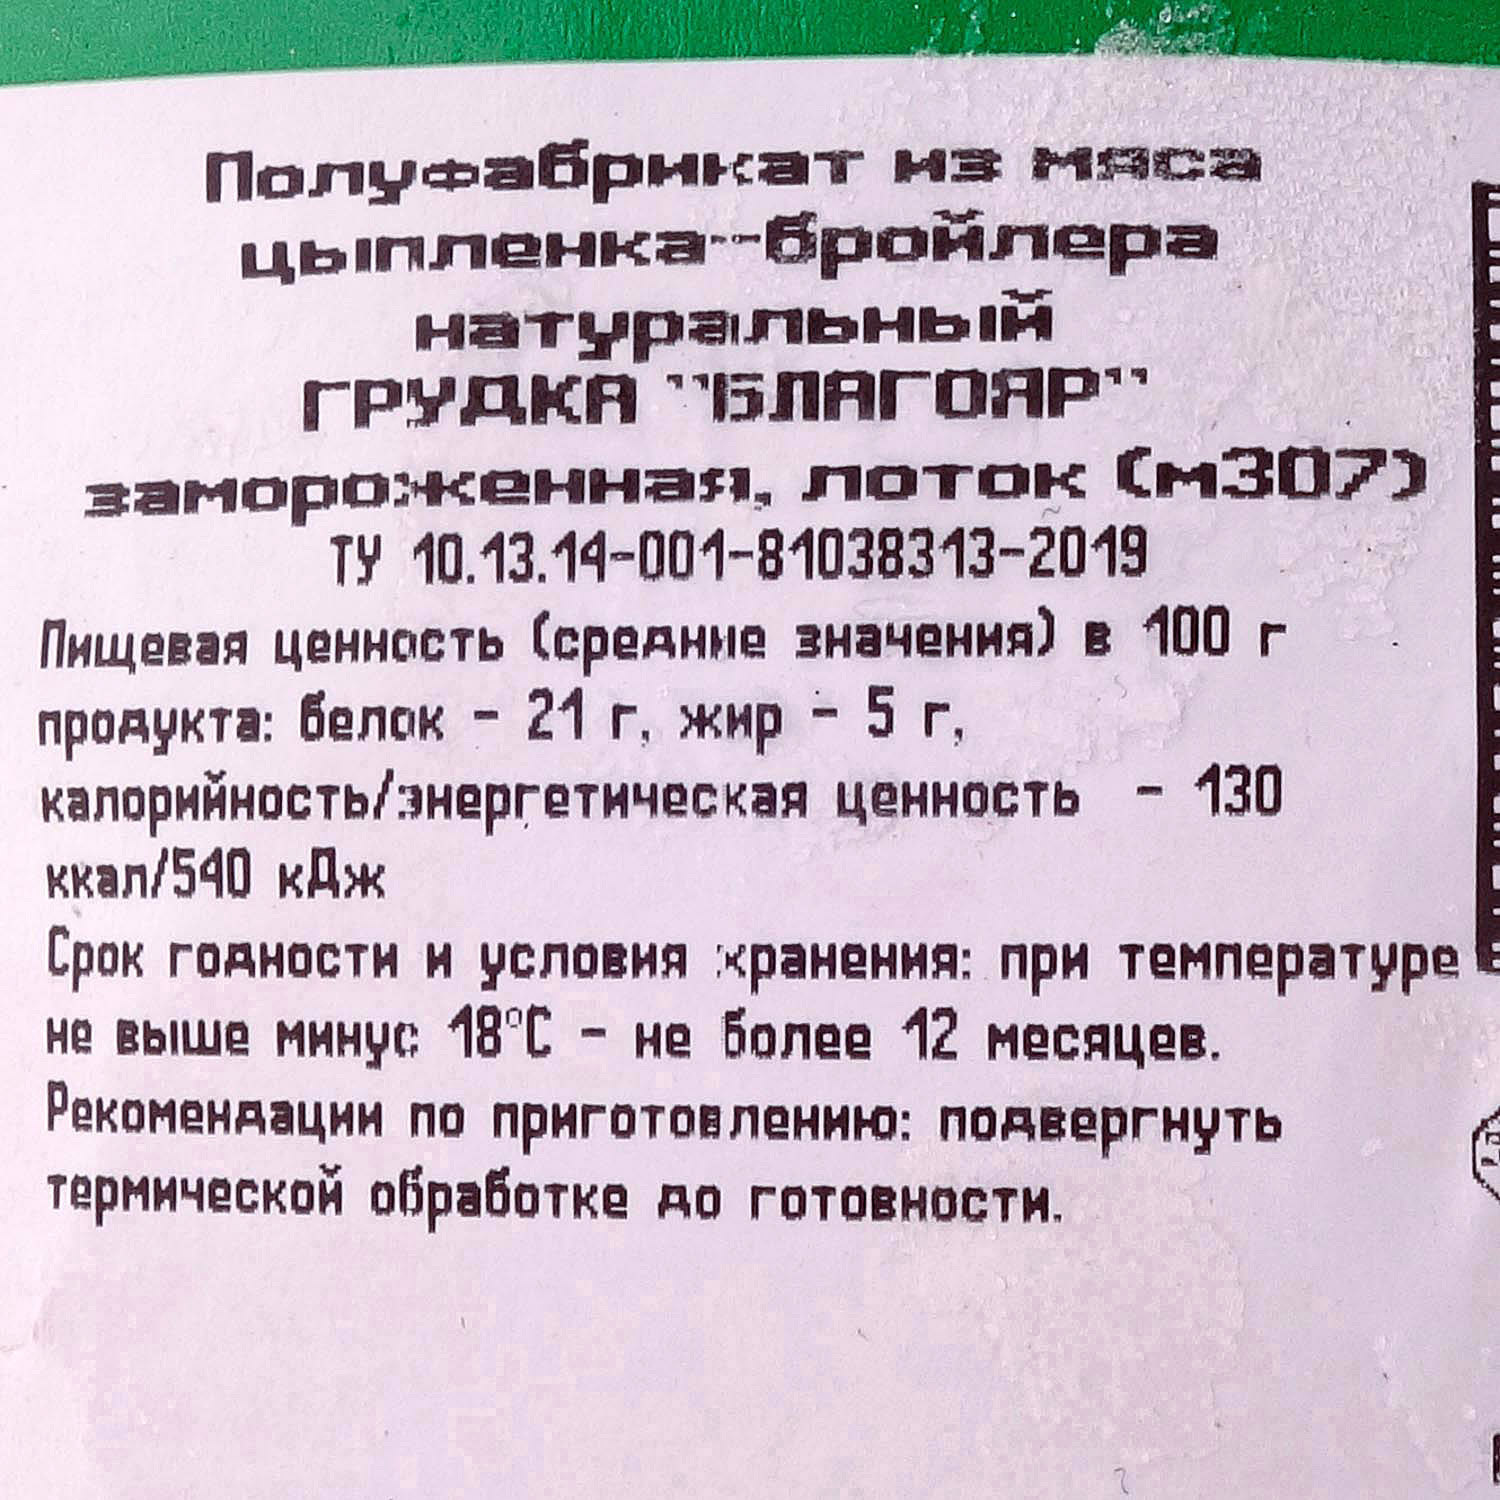 Полуфабрикат из мяса
цыпленка-бройлера
натуральный
ГРУДКА "БЛАГОЯР"
замороженная, лоток (м307)
ТУ 10.13.14-001-81038313-2019
Пищевая ценность (средние значения) в 100 г
продукта: белок - 21 г, жир - 5 г,
калорийность/энергетическая ценность - 130
ккал/540 кДж
Срок годности и условия хранения: при температуре
не выше минус 18°С - не более 12 месяцев.
Рекомендации по приготовлению: подвергнуть
термической обработке до готовности.